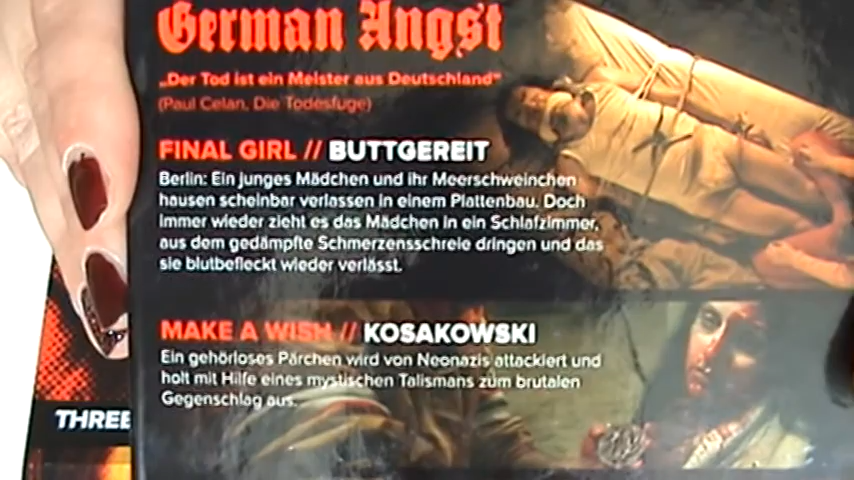 German Angst
„Der Tod ist ein Meister aus Deutschland“
(Paul Celan, Die Todesfuge)
FINAL GIRL // BUTTGEREIT
Berlin: Ein junges Mädchen und ihr Meerschweinchen
hausen scheinbar verlassen in einem Plattenbau. Doch
immer wieder zieht es das Mädchen in ein Schlafzimmer,
aus dem gedämpfte Schmerzensschreie dringen und das
sie blutbefleckt wieder verlässt.
MAKE A WISH // KOSAKOWSKI
Ein gehörloses Pärchen wird von Neonazis attackiert und
holt mit Hilfe eines mystischen Talismans zum brutalen
Gegenschlag aus.
THREE